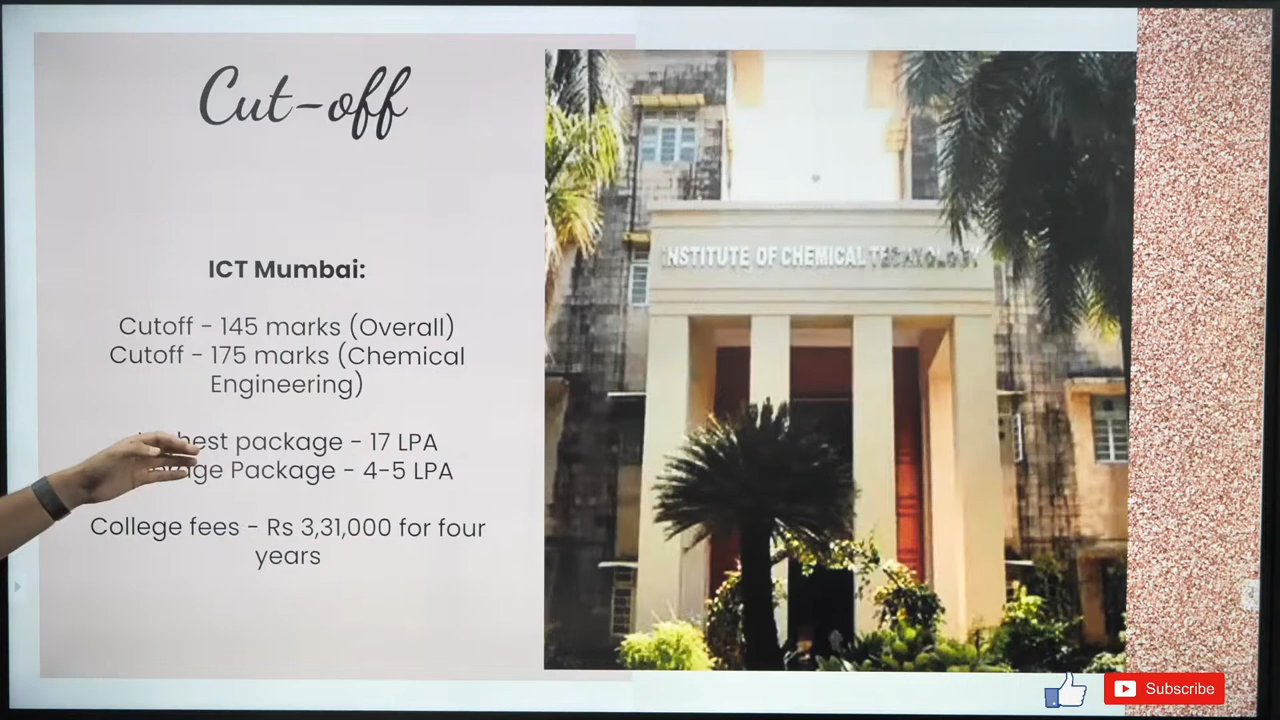 Cut-off
ICT Mumbai:
Cutoff - 145 marks (Overall)
Cutoff - 175 marks (Chemical
Engineering)
package - 17 LPA
Package - 4-5 LPA
College fees - Rs 3,31,000 for four
years
INSTITUTE OF CHEMICAL TECHNOLOGY
Subscribe